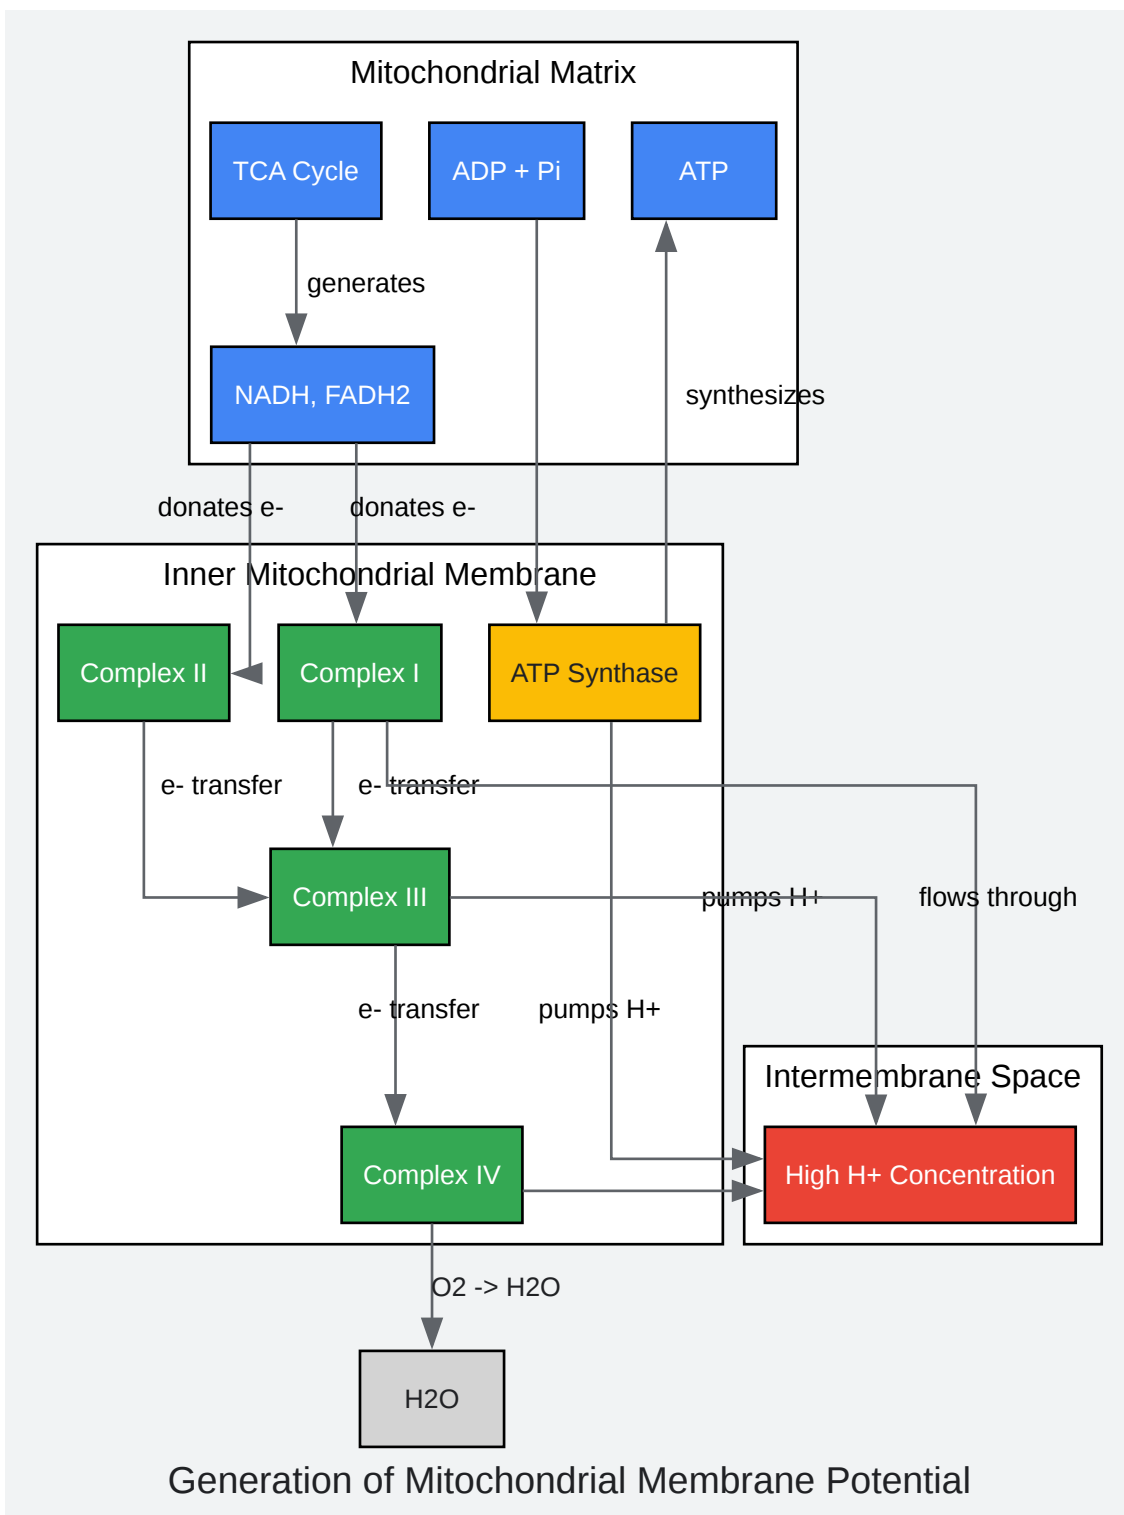 Mitochondrial Matrix
TCA Cycle
ADP + Pi
ATP
generates
NADH, FADH2
synthesizes
donates e-
donates e-
Inner Mitochondrial Membrane
Complex II
Complex I
ATP Synthase
e- transfer
e- transfer
Complex III
pumps H+
flows through
e- transfer
pumps H+
Intermembrane Space
Complex IV
High H+ Concentration
O2 -> H2O
H2O
Generation of Mitochondrial Membrane Potential